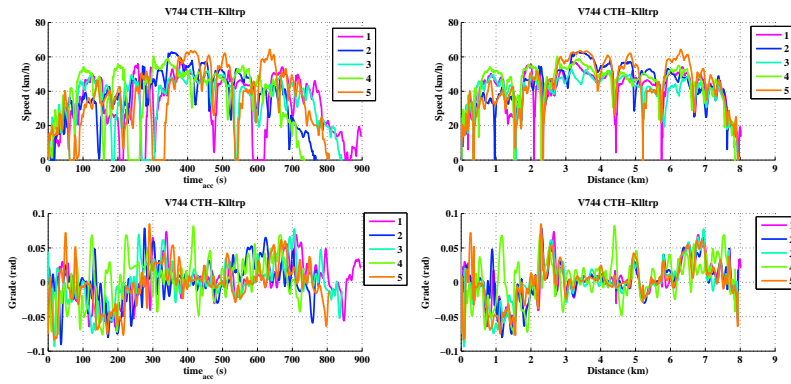 V744 CTH−Klltrp
Speed (km/h)
80
60
40
20
0
0 100 200 300 400 500 600 700 800 900
time_acc (s)
1
2
3
4
5
V744 CTH−Klltrp
Speed (km/h)
80
60
40
20
0
0 1 2 3 4 5 6 7 8 9
Distance (km)
1
2
3
4
5
V744 CTH−Klltrp
Grade (rad)
0.1
0.05
0
−0.05
−0.1
0 100 200 300 400 500 600 700 800 900
time_acc (s)
1
2
3
4
5
V744 CTH−Klltrp
Grade (rad)
0.1
0.05
0
−0.05
−0.1
0 1 2 3 4 5 6 7 8 9
Distance (km)
1
2
3
4
5